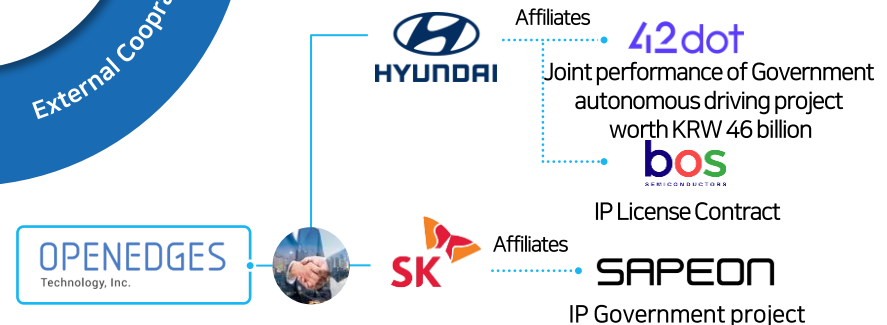 External Coopra
Affiliates
42dot
HYUNDAI
Joint performance of Government
autonomous driving project
worth KRW 46 billion
bos
SEMICONDUCTORS
IP License Contract
OPENEDGES
Technology, Inc.
SK
Affiliates
SAPEON
IP Government project